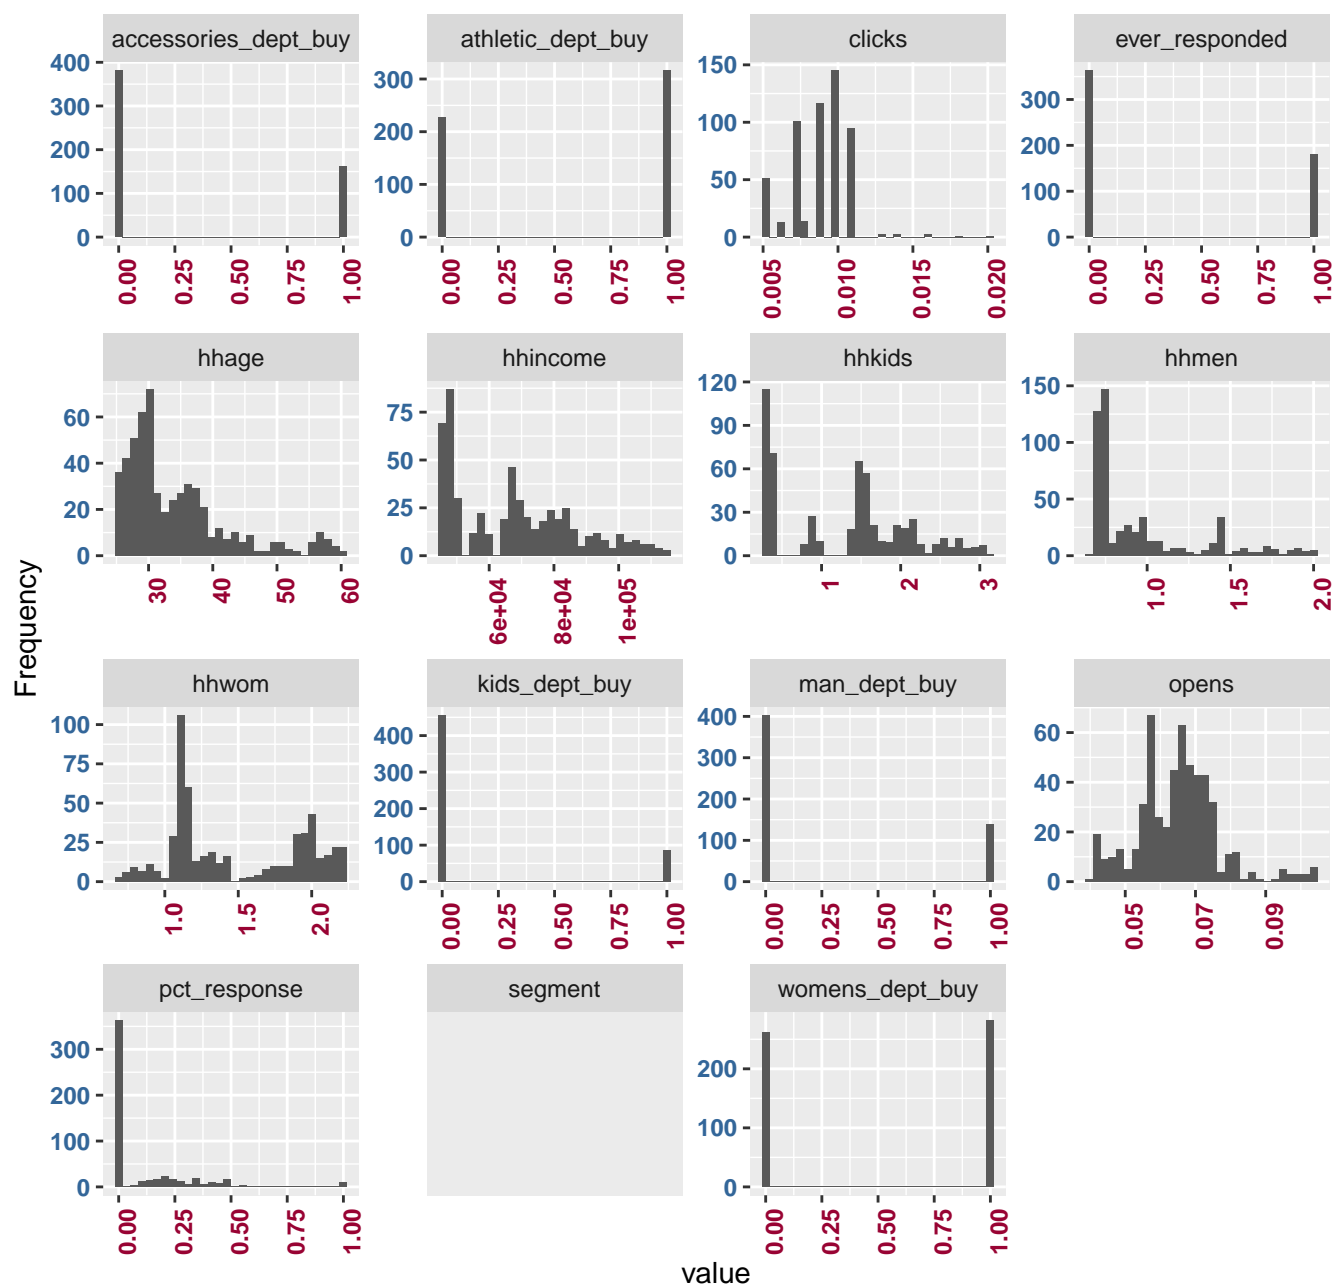 accessories_dept_buy
athletic_dept_buy
clicks
ever_responded
400
300
200
100
0
0.00 0.25 0.50 0.75 1.00
300
200
100
0
0.00 0.25 0.50 0.75 1.00
150
100
50
0
0.005 0.010 0.015 0.020
300
200
100
0
0.00 0.25 0.50 0.75 1.00
hhage
hhincome
hhkids
hhmen
60
40
20
0
30 40 50 60
75
50
25
0
6e+04 8e+04 1e+05
120
90
60
30
0
1 2 3
150
100
50
0
1.0 1.5 2.0
Frequency
hhwom
kids_dept_buy
man_dept_buy
opens
100
75
50
25
0
1.0 1.5 2.0
400
300
200
100
0
0.00 0.25 0.50 0.75 1.00
400
300
200
100
0
0.00 0.25 0.50 0.75 1.00
60
40
20
0
0.05 0.07 0.09
pct_response
segment
womens_dept_buy
300
200
100
0
0.00 0.25 0.50 0.75 1.00
200
100
0
0.00 0.25 0.50 0.75 1.00
value